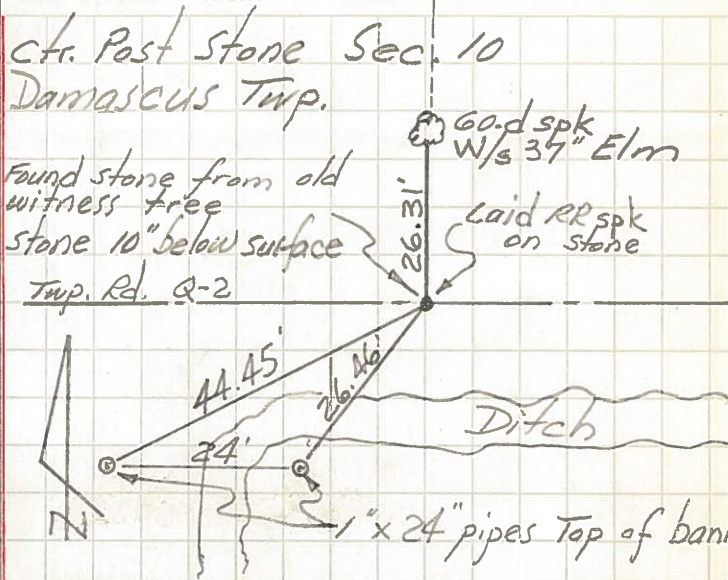 Ctr. Post Stone Sec. 10
Damascus Twp.
60-d spk
W/s 37" Elm
Found stone from old
witness tree
stone 10" below surface
26.31'
Laid RR spk
on stone
Twp. Rd. Q-2
44.45'
26.46'
24'
Ditch
N
1" x 24" pipes Top of